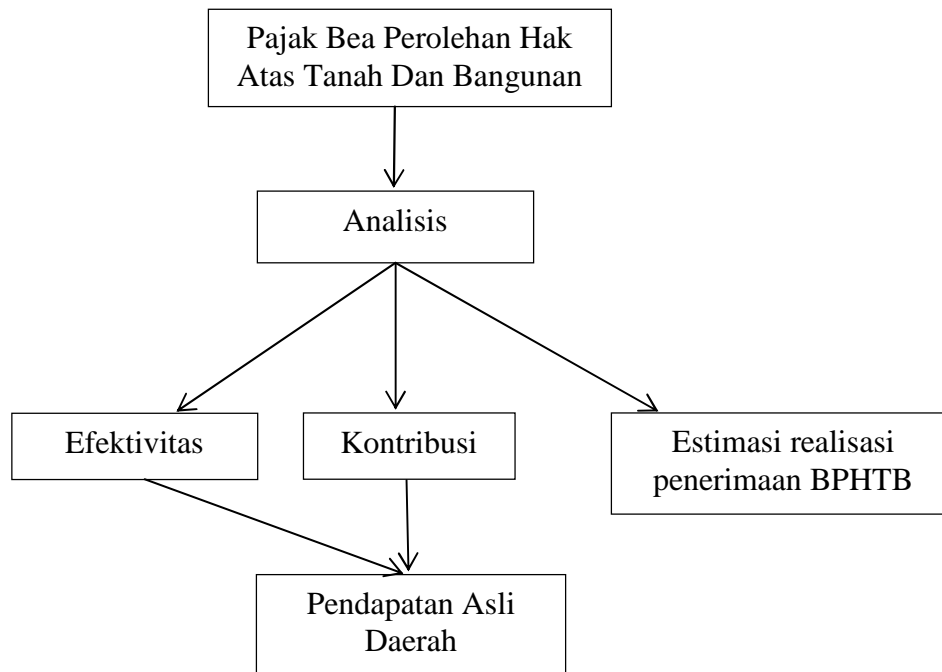 Pajak Bea Perolehan Hak
Atas Tanah Dan Bangunan
Analisis
Efektivitas
Kontribusi
Estimasi realisasi
penerimaan BPHTB
Pendapatan Asli
Daerah